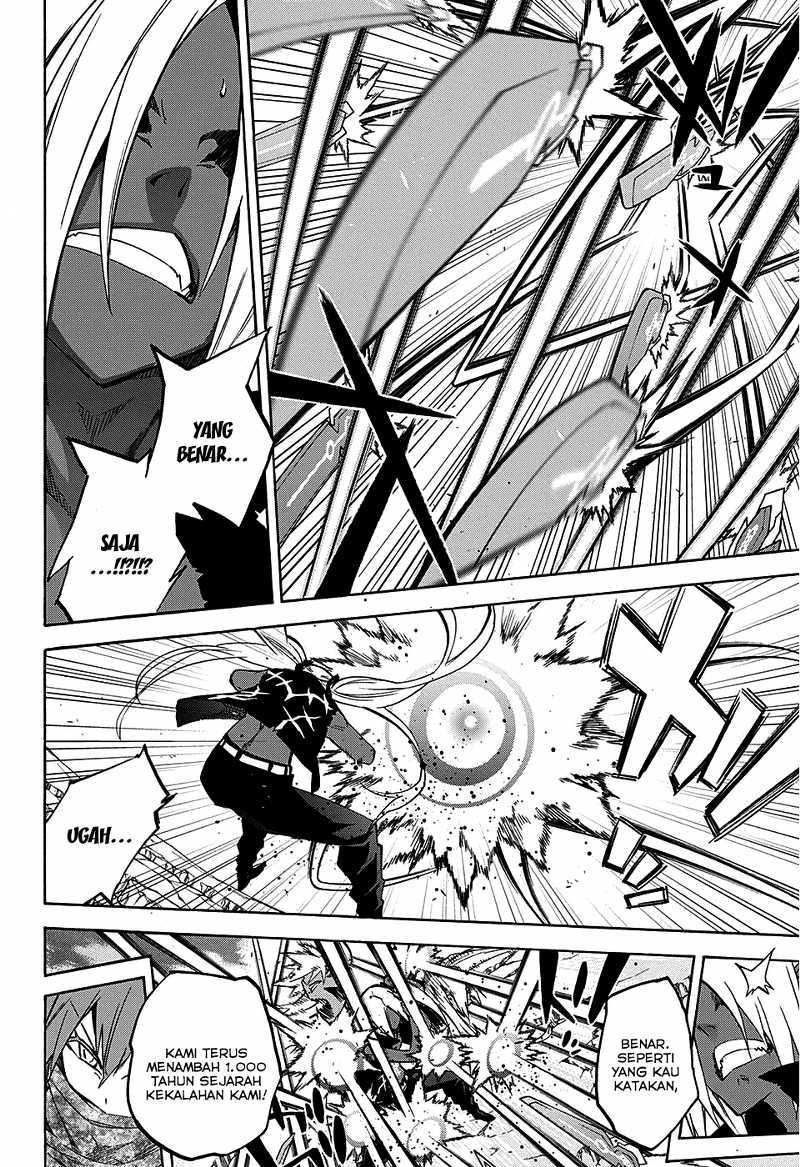 YANG
BENAR...
SAJA
...!!?!!?
UGAH...
BENAR.
SEPERTI
YANG KAU
KATAKAN,
KAMI TERUS
MENAMBAH 1.000
TAHUN SEJARAH
KEKALAHAN KAMI!